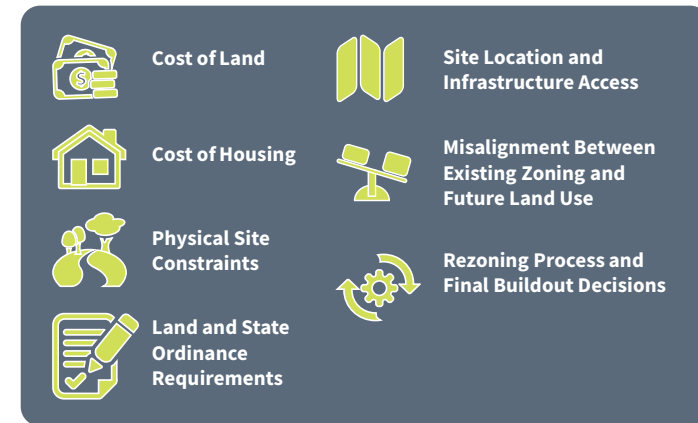 Cost of Land
Cost of Housing
Physical Site
Constraints
Land and State
Ordinance
Requirements
Site Location and
Infrastructure Access
Misalignment Between
Existing Zoning and
Future Land Use
Rezoning Process and
Final Buildout Decisions
$